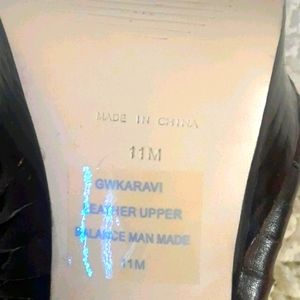 MADE IN CHINA
11M
GWKARAVI
LEATHER UPPER
BALANCE MAN MADE
11M